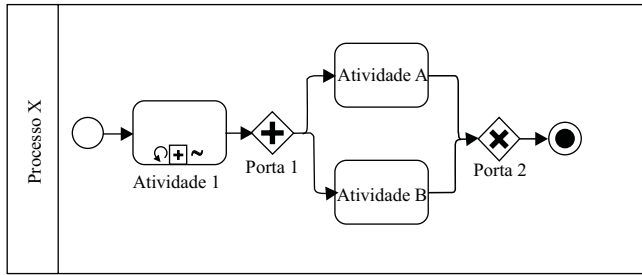 Processo X
Atividade 1
Porta 1
Atividade A
Atividade B
Porta 2